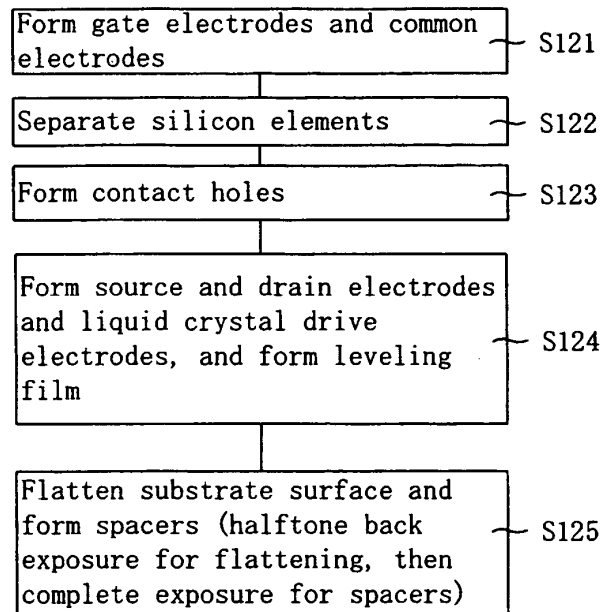 Form gate electrodes and common
electrodes
S121
Separate silicon elements
S122
Form contact holes
S123
Form source and drain electrodes
and liquid crystal drive
electrodes, and form leveling
film
S124
Flatten substrate surface and
form spacers (halftone back
exposure for flattening, then
complete exposure for spacers)
S125